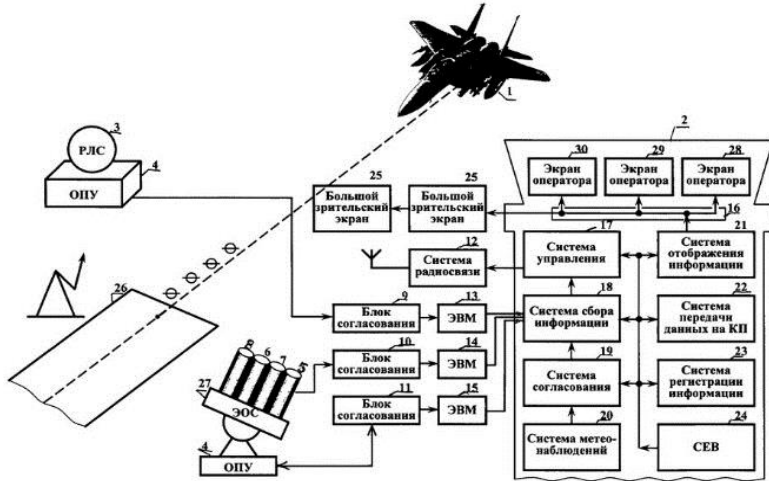 1
2
3
РЛС
4
ОПУ
30
29
28
Экран
оператора
Экран
оператора
Экран
оператора
16
25
25
Большой
зрительский
экран
Большой
зрительский
экран
12
Система
радиосвязи
17
Система
управления
21
Система
отображения
информации
26
9
Блок
согласования
13
ЭВМ
18
Система сбора
информации
22
Система
передачи
данных на КП
10
Блок
согласования
14
ЭВМ
19
Система
согласования
23
Система
регистрации
информации
11
Блок
согласования
15
ЭВМ
20
Система метео-
наблюдений
24
СЕВ
8
6
7
5
27
ЭОС
4
ОПУ